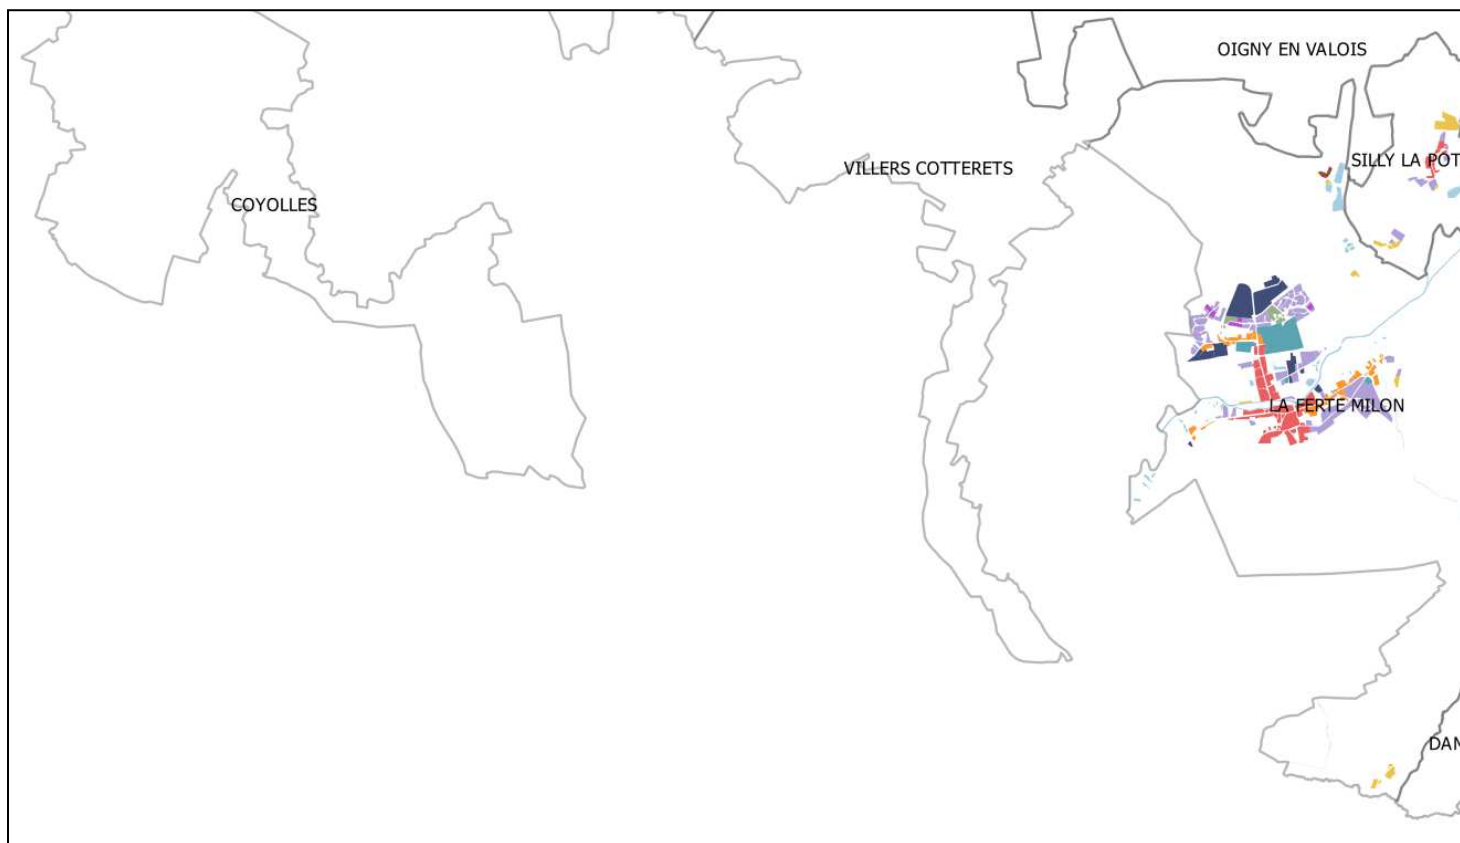 OIGNY EN VALOIS
SILLY LA POT
VILLERS COTTERETS
COYOLLES
LA FERTE MILON
DAN